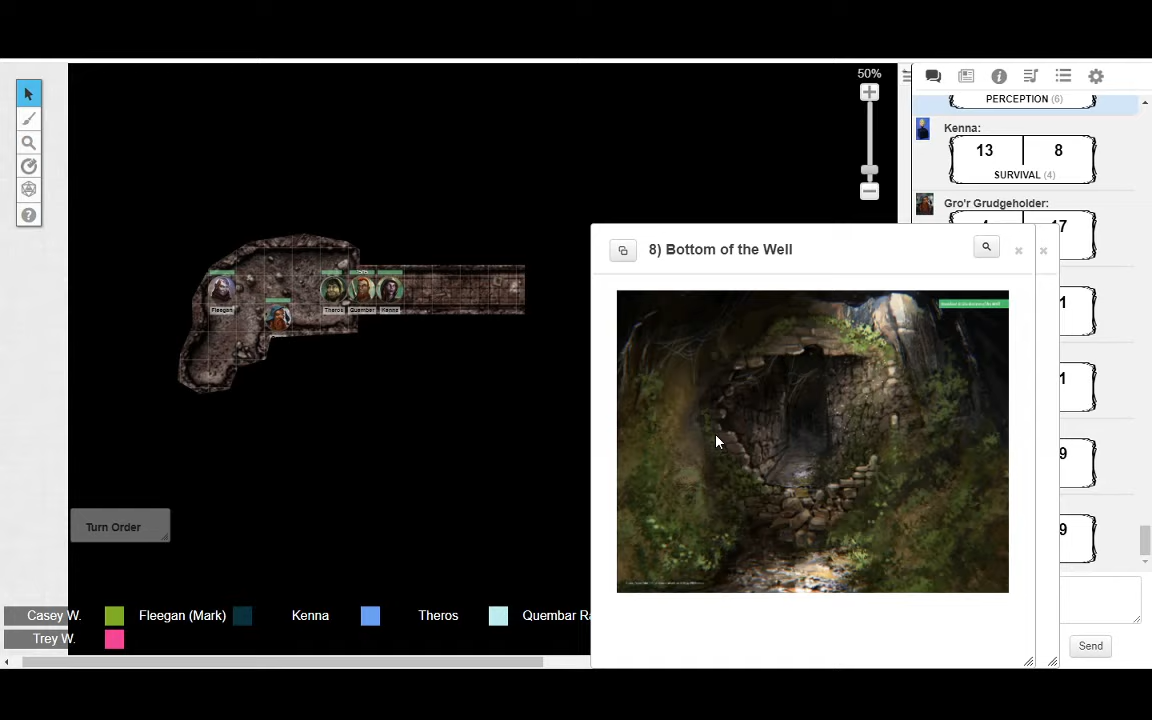 50%
PERCEPTION (6)
Kenna:
13 8
SURVIVAL (4)
Gro'r Grudgeholder:
17
8) Bottom of the Well
1
1
9
9
Fleegan
Theros
Quembar
Kenna
Turn Order
Casey W.
Fleegan (Mark)
Kenna
Theros
Quembar Ra
Trey W.
Send